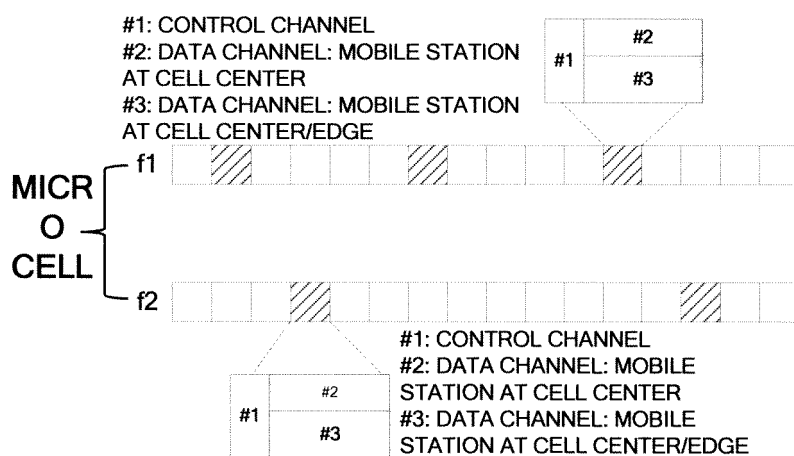 #1: CONTROL CHANNEL
#2: DATA CHANNEL: MOBILE STATION
AT CELL CENTER
#3: DATA CHANNEL: MOBILE STATION
AT CELL CENTER/EDGE
#1
#2
#3
f1
MICR
O
CELL
f2
#1: CONTROL CHANNEL
#2: DATA CHANNEL: MOBILE
STATION AT CELL CENTER
#3: DATA CHANNEL: MOBILE
STATION AT CELL CENTER/EDGE
#1
#2
#3